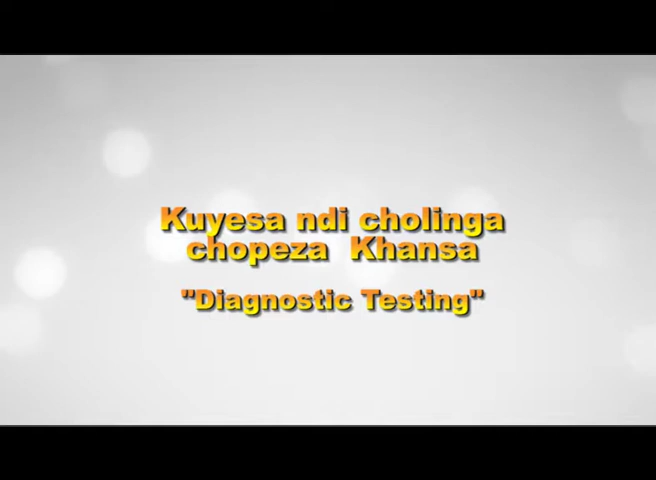 Kuyesa ndi cholinga
chopeza Khansa
"Diagnostic Testing"